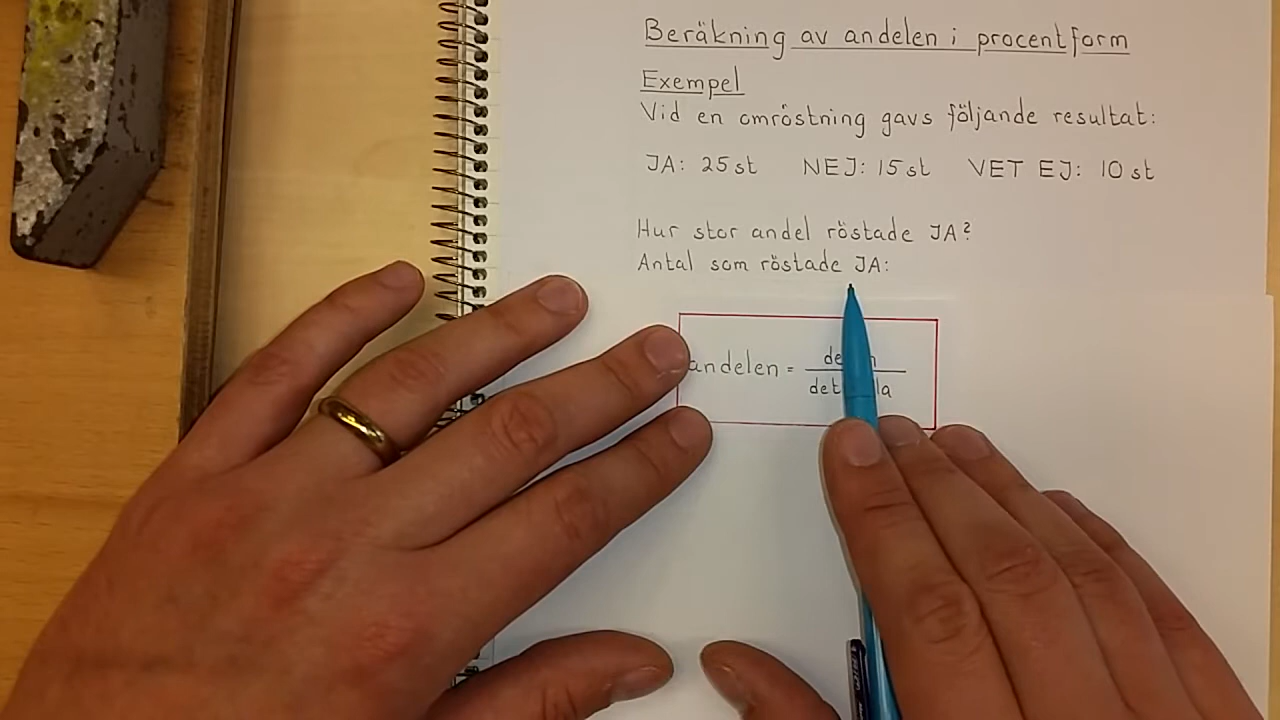 Beräkning av andelen i procentform
Exempel
Vid en omröstning gavs följande resultat:
JA: 25 st NEJ: 15 st VET EJ: 10 st
Hur stor andel röstade JA?
Antal som röstade JA:
andelen =